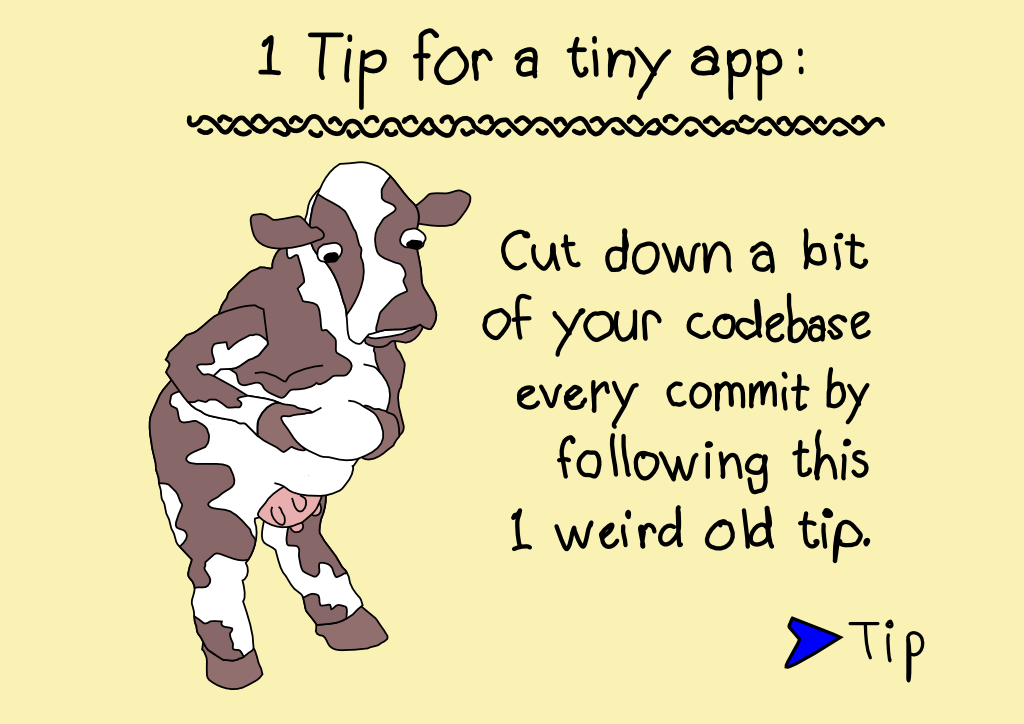 1 Tip for a tiny app:
Cut down a bit
of your codebase
every commit by
following this
1 weird old tip.
Tip